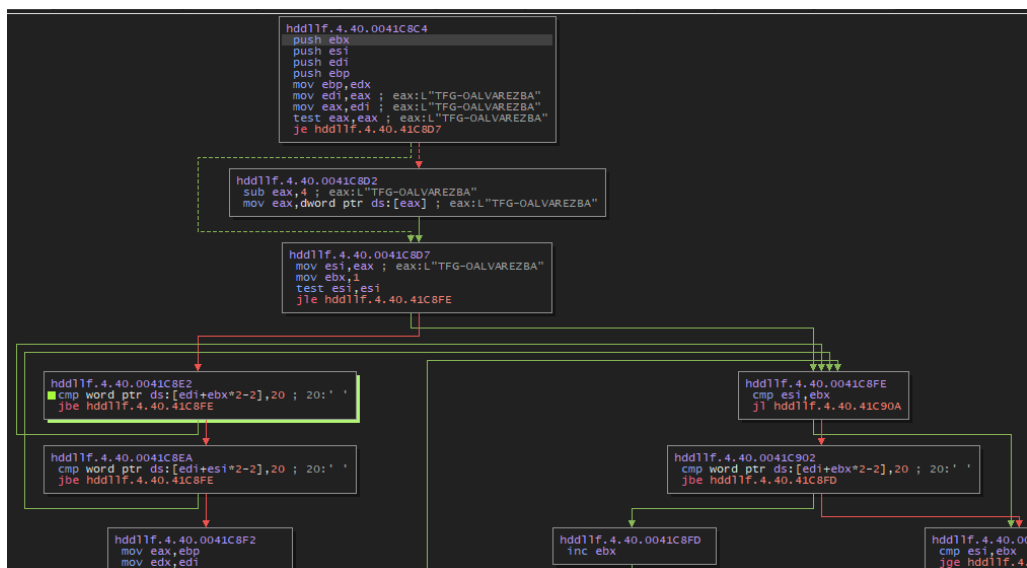 hddllf.4.40.0041C8C4
push ebx
push esi
push edi
push ebp
mov ebp,edx
mov edi,eax ; eax:L"TFG-OALVAREZBA"
mov eax,edi ; eax:L"TFG-OALVAREZBA"
test eax,eax ; eax:L"TFG-OALVAREZBA"
je hddllf.4.40.41C8D7
hddllf.4.40.0041C8D2
sub eax,4 ; eax:L"TFG-OALVAREZBA"
mov eax,dword ptr ds:[eax] ; eax:L"TFG-OALVAREZBA"
hddllf.4.40.0041C8D7
mov esi,eax ; eax:L"TFG-OALVAREZBA"
mov ebx,1
test esi,esi
jle hddllf.4.40.41C8FE
hddllf.4.40.0041C8E2
cmp word ptr ds:[edi+ebx*2-2],20 ; 20:' '
jbe hddllf.4.40.41C8FE
hddllf.4.40.0041C8FE
cmp esi,ebx
jl hddllf.4.40.41C90A
hddllf.4.40.0041C8EA
cmp word ptr ds:[edi+esi*2-2],20 ; 20:' '
jbe hddllf.4.40.41C8FE
hddllf.4.40.0041C902
cmp word ptr ds:[edi+ebx*2-2],20 ; 20:' '
jbe hddllf.4.40.41C8FD
hddllf.4.40.0041C8F2
mov eax,ebp
mov edx,edi
hddllf.4.40.0041C8FD
inc ebx
hddllf.4.40.00
cmp esi,ebx
jge hddllf.4.